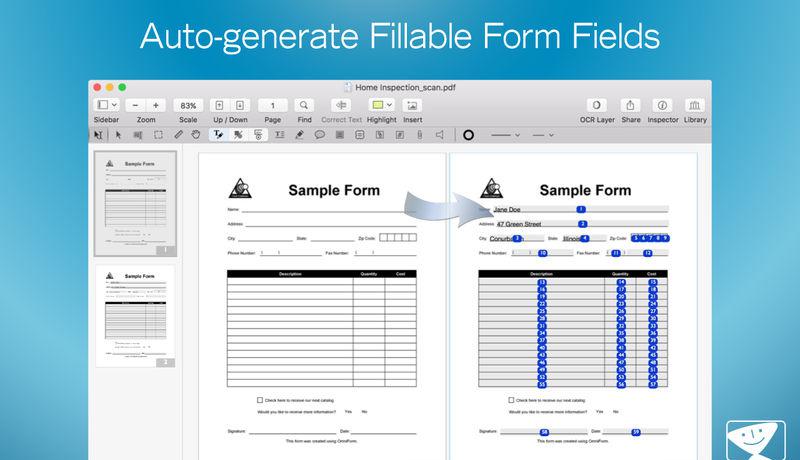 Auto-generate Fillable Form Fields
Home Inspection_scan.pdf
83%
1
Sidebar Zoom Scale Up / Down Page Find Correct Text Highlight Insert OCR Layer Share Inspector Library
Sample Form
Name:
Address:
City: State: Zip Code:
Phone Number: ( ) Fax Number: ( )
Description Quantity Cost
Check here to receive our next catalog
Would you like to receive more information? Yes No
Signature: Date:
This form was created using OmniForm.
Sample Form
Jane Doe 1
Address: 47 Green Street 2
City: 3 State: Illinois 4 Zip Code: 5 6 7 8 9
Phone Number: ( ) 10 Fax Number: ( 11 ) 12
Description Quantity Cost
13 14 15
16 17 18
19 20 21
22 23 24
25 26 27
28 29 30
31 32 33
34 35 36
37 38 39
40 41 42
43 44 45
46 47 48
49 50 51
52 53 54
55 56 57
Check here to receive our next catalog
Would you like to receive more information? Yes No
Signature: 58 Date: 59
This form was created using OmniForm.
Sample Form
1
Sample Form
2